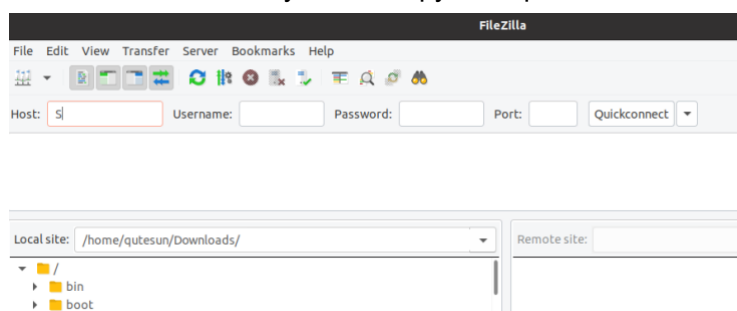 FileZilla
File Edit View Transfer Server Bookmarks Help
Host: S Username: Password: Port: Quickconnect
Local site: /home/qutesun/Downloads/ Remote site:
/
bin
boot